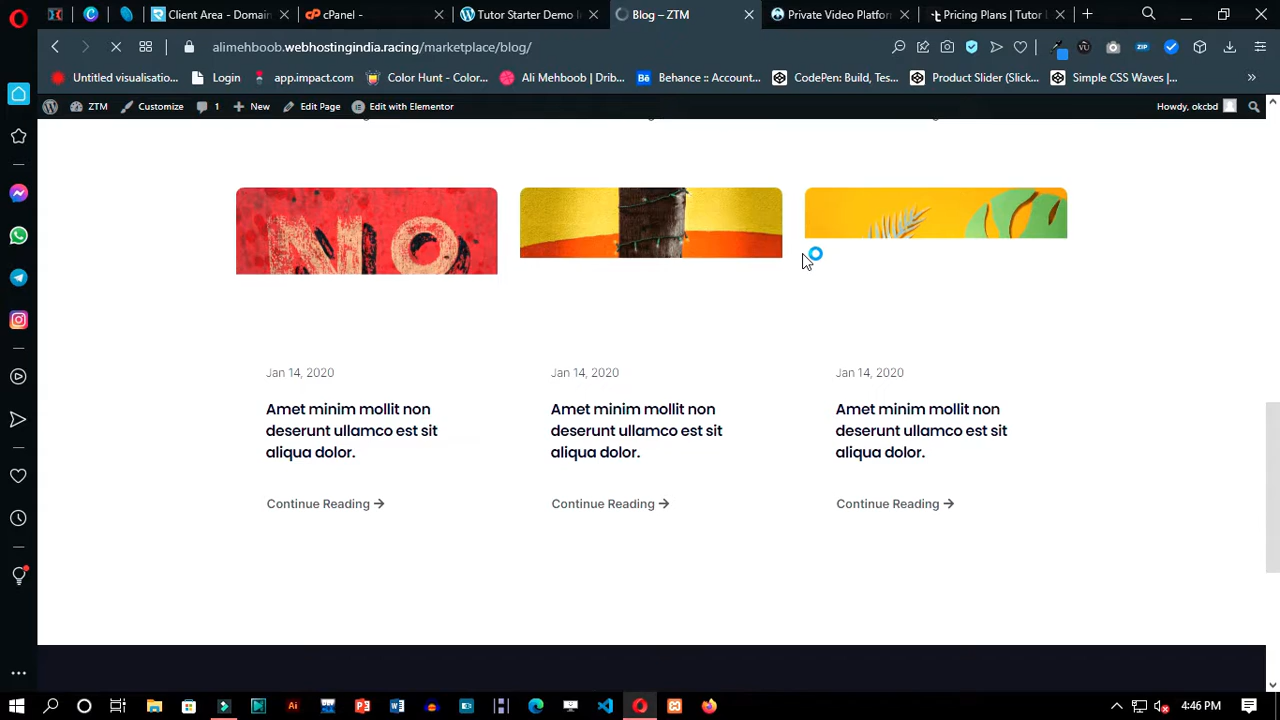 Client Area - Domain
cPanel -
Tutor Starter Demo I
Blog – ZTM
Private Video Platfor
Pricing Plans | Tutor L
alimehboob.webhostingindia.racing/marketplace/blog/
Untitled visualisatio...
Login
app.impact.com
Color Hunt - Color...
Ali Mehboob | Drib...
Behance :: Account...
CodePen: Build, Tes...
Product Slider (Slick...
Simple CSS Waves |...
ZTM
Customize
1
New
Edit Page
Edit with Elementor
Howdy, okcbd
NO
Jan 14, 2020
Amet minim mollit non
deserunt ullamco est sit
aliqua dolor.
Continue Reading →
Jan 14, 2020
Amet minim mollit non
deserunt ullamco est sit
aliqua dolor.
Continue Reading →
Jan 14, 2020
Amet minim mollit non
deserunt ullamco est sit
aliqua dolor.
Continue Reading →
4:46 PM